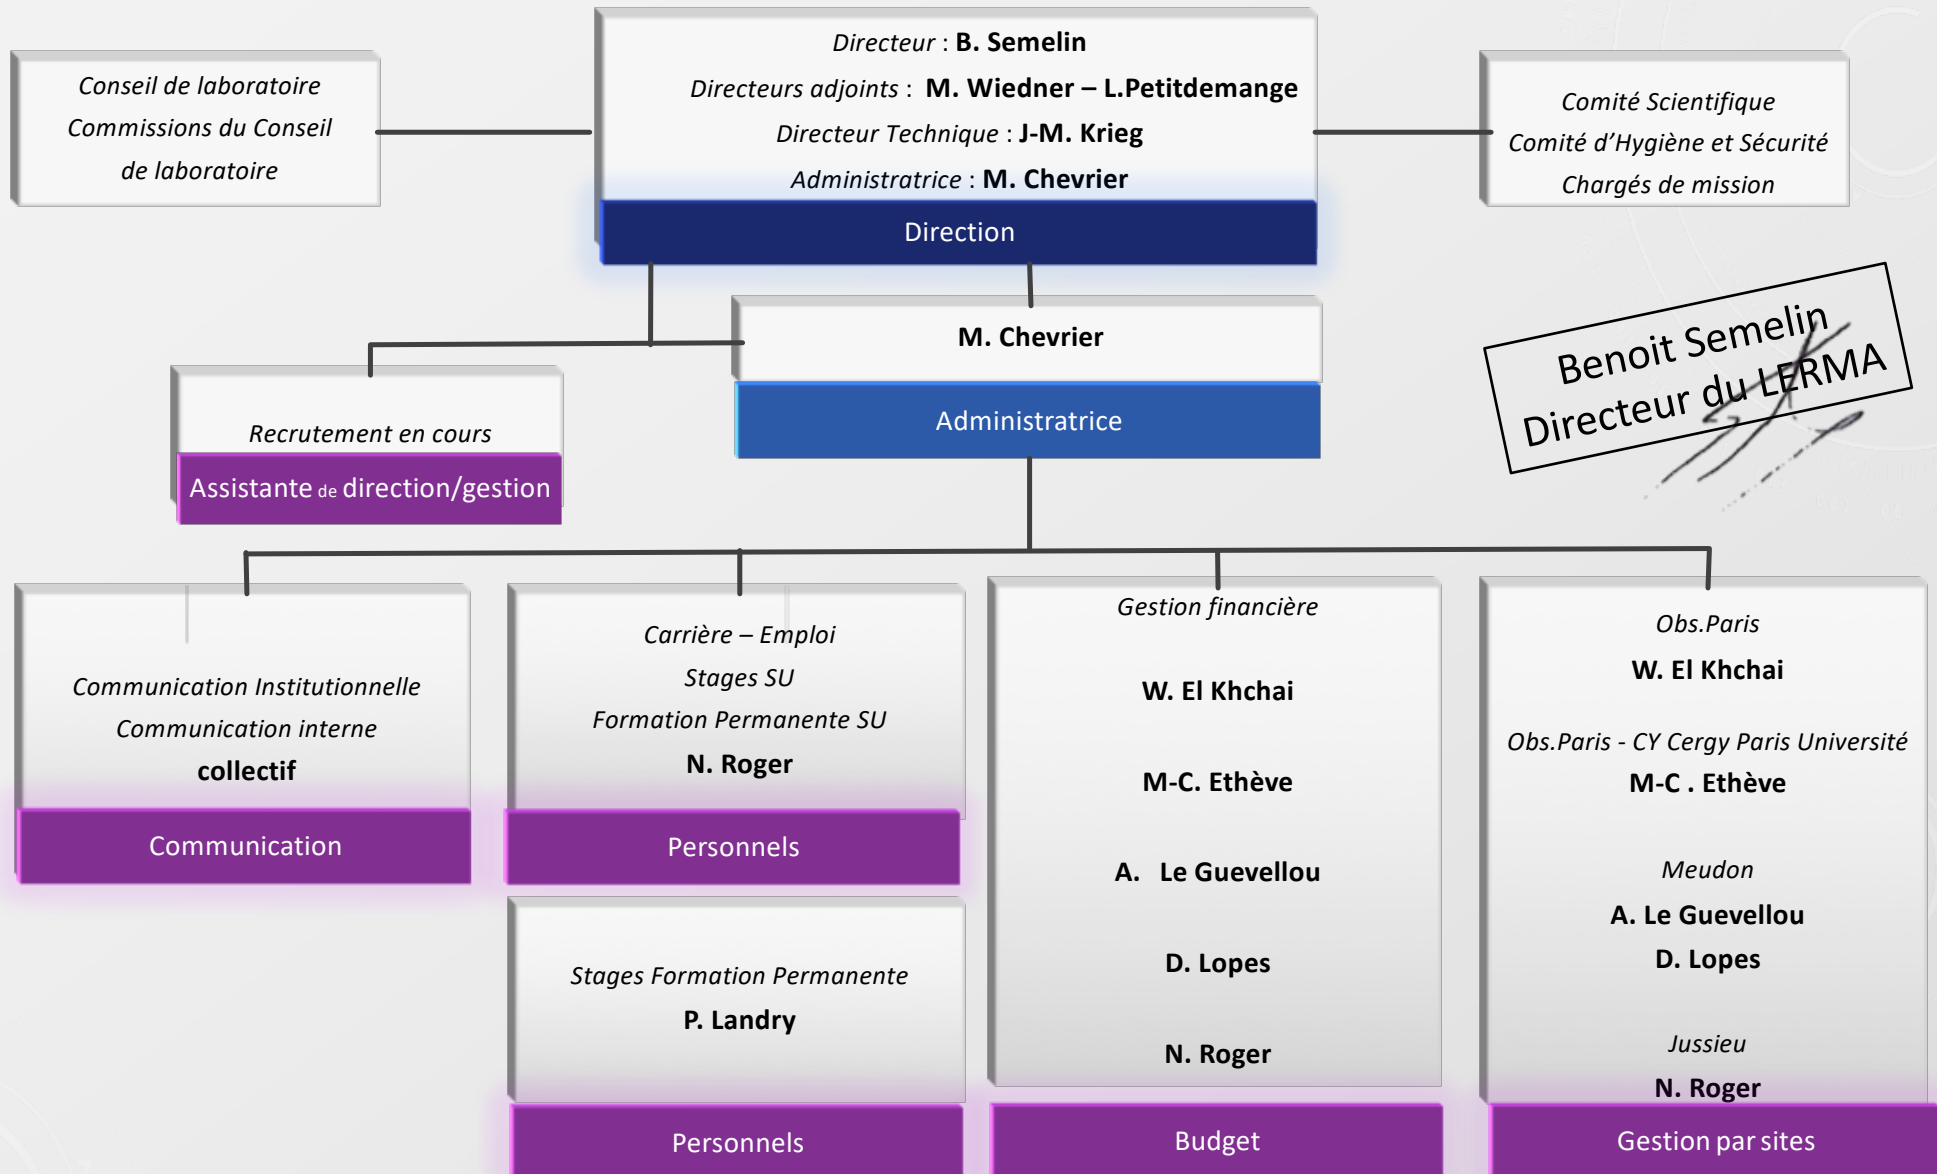 Directeur : B. Semelin
Directeurs adjoints : M. Wiedner – L.Petitdemange
Directeur Technique : J-M. Krieg
Administratrice : M. Chevrier
Direction
Conseil de laboratoire
Commissions du Conseil
de laboratoire
Comité Scientifique
Comité d'Hygiène et Sécurité
Chargés de mission
M. Chevrier
Administratrice
Benoit Semelin
Directeur du LERMA
Recrutement en cours
Assistante de direction/gestion
Communication Institutionnelle
Communication interne
collectif
Communication
Carrière – Emploi
Stages SU
Formation Permanente SU
N. Roger
Personnels
Stages Formation Permanente
P. Landry
Personnels
Gestion financière
W. El Khchai
M-C. Ethève
A. Le Guevellou
D. Lopes
N. Roger
Budget
Obs.Paris
W. El Khchai
Obs.Paris - CY Cergy Paris Université
M-C . Ethève
Meudon
A. Le Guevellou
D. Lopes
Jussieu
N. Roger
Gestion par sites